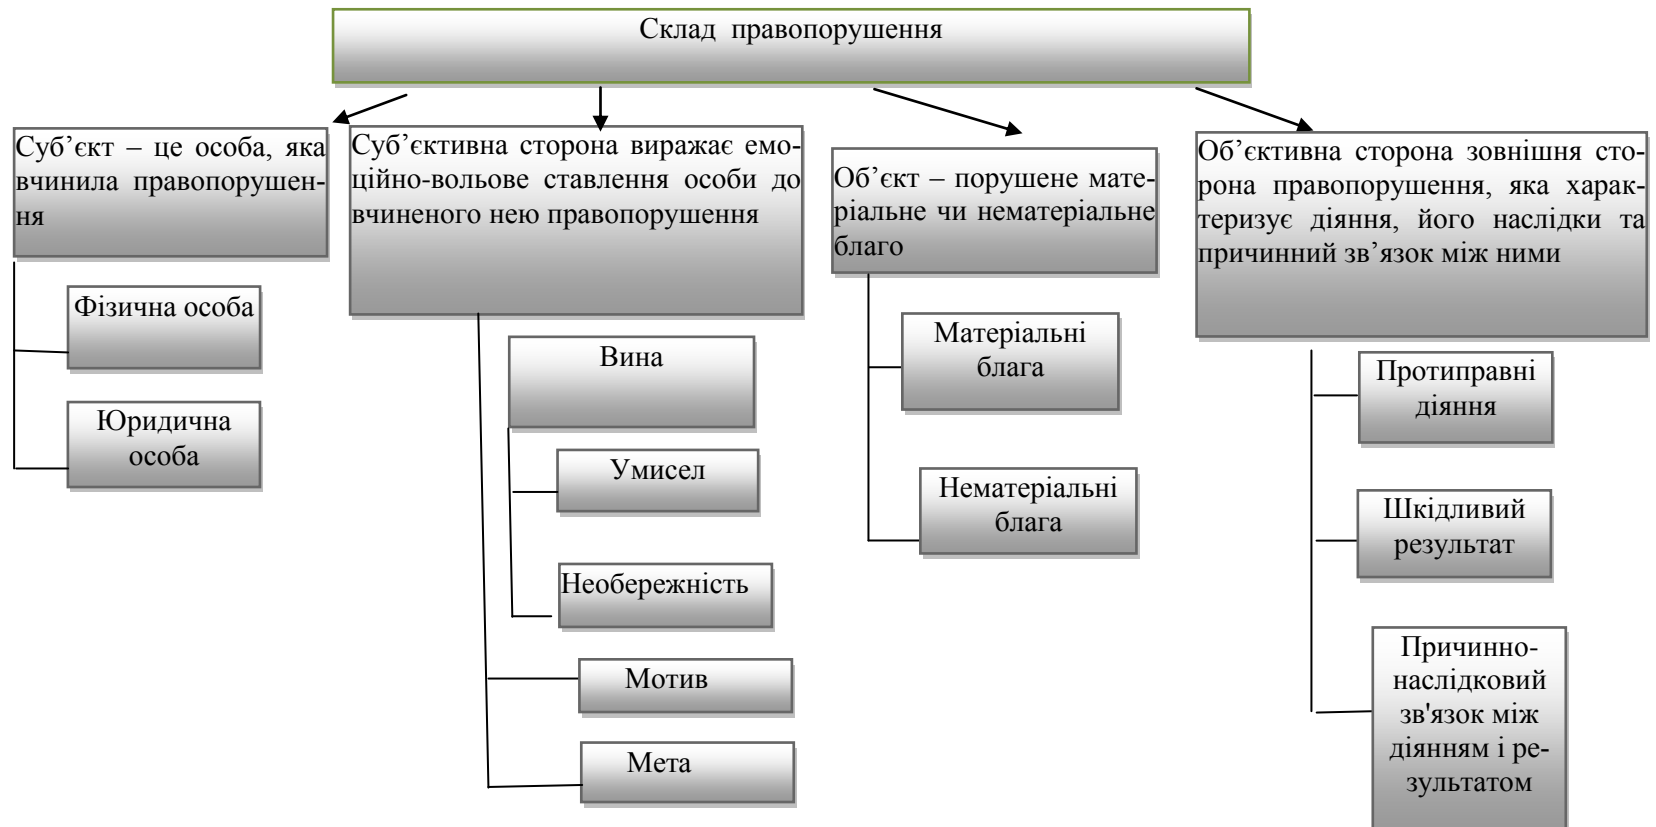 Склад правопорушення
Суб’єкт – це особа, яка
вчинила правопорушен-
ня
Фізична особа
Юридична
особа
Суб’єктивна сторона виражає емо-
ційно-вольове ставлення особи до
вчиненого нею правопорушення
Вина
Умисел
Необережність
Мотив
Мета
Об’єкт – порушене мате-
ріальне чи нематеріальне
благо
Матеріальні
блага
Нематеріальні
блага
Об’єктивна сторона зовнішня сто-
рона правопорушення, яка харак-
теризує діяння, його наслідки та
причинний зв’язок між ними
Протиправні
діяння
Шкідливий
результат
Причинно-
наслідковий
зв'язок між
діянням і ре-
зультатом